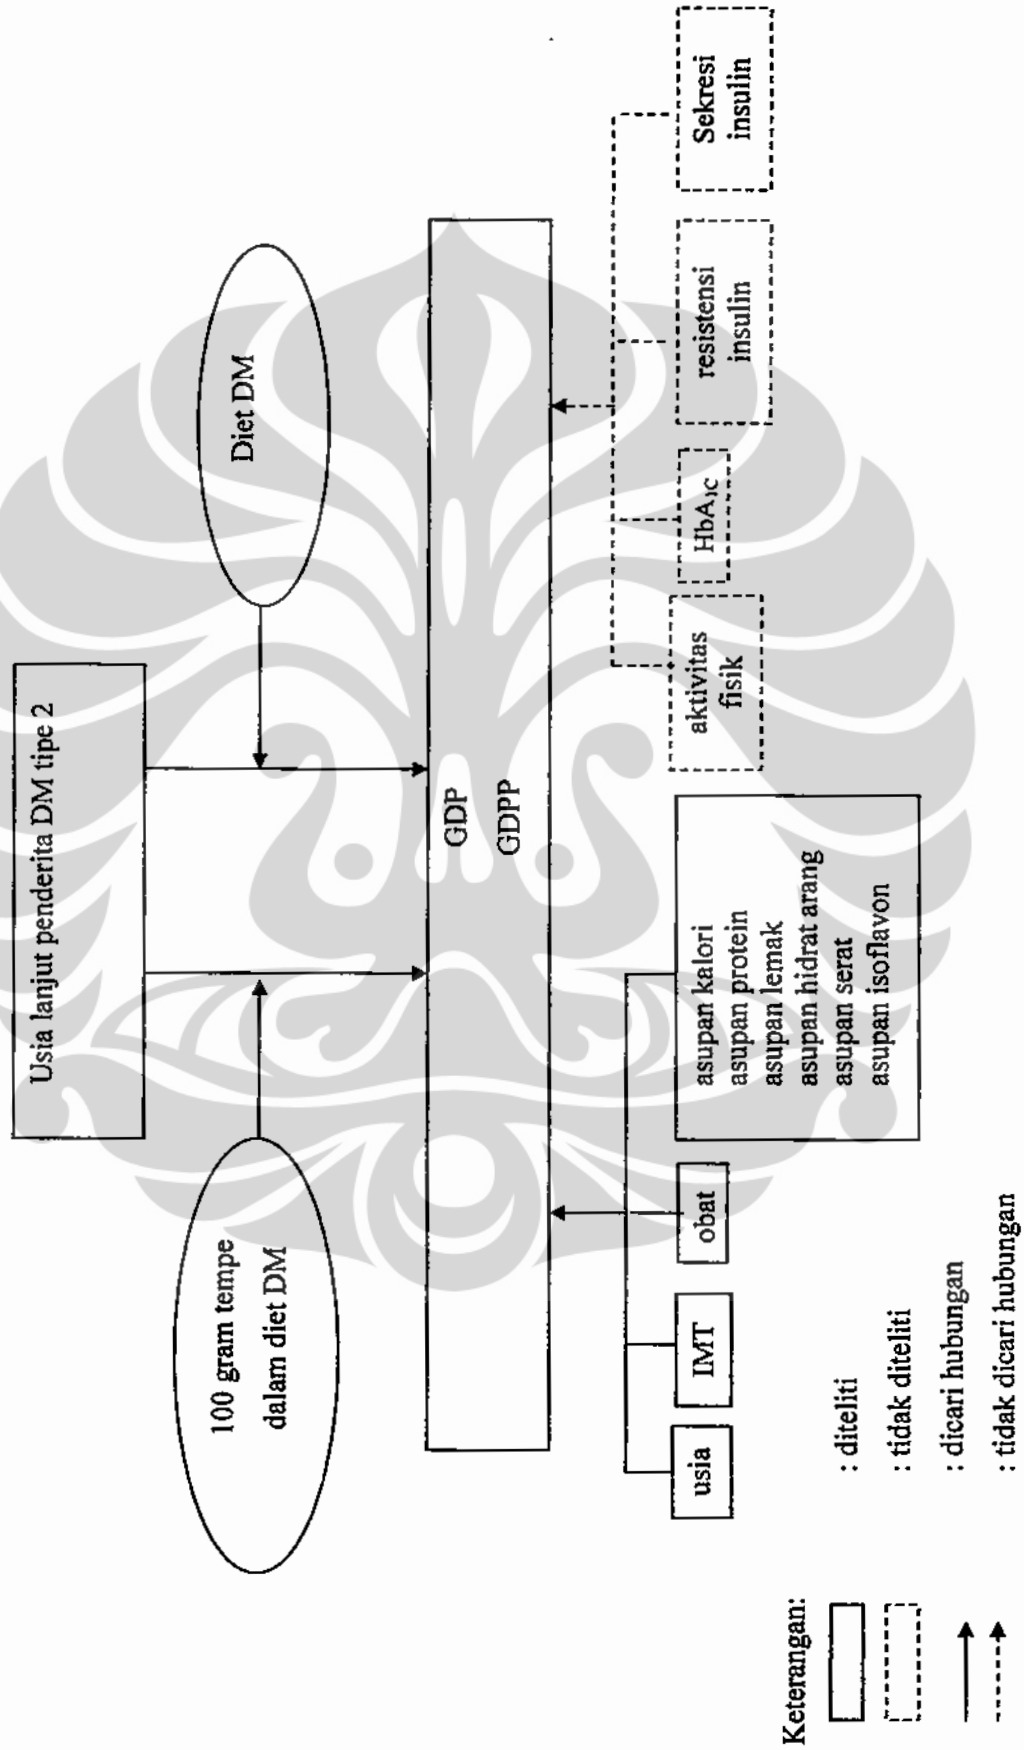 Usia lanjut penderita DM tipe 2
100 gram tempe
dalam diet DM
Diet DM
GDP
GDPP
usia
IMT
obat
asupan kalori
asupan protein
asupan lemak
asupan hidrat arang
asupan serat
asupan isoflavon
aktivitas
fisik
HbA1c
resistensi
insulin
Sekresi
insulin
Keterangan:
: diteliti
: tidak diteliti
: dicari hubungan
: tidak dicari hubungan